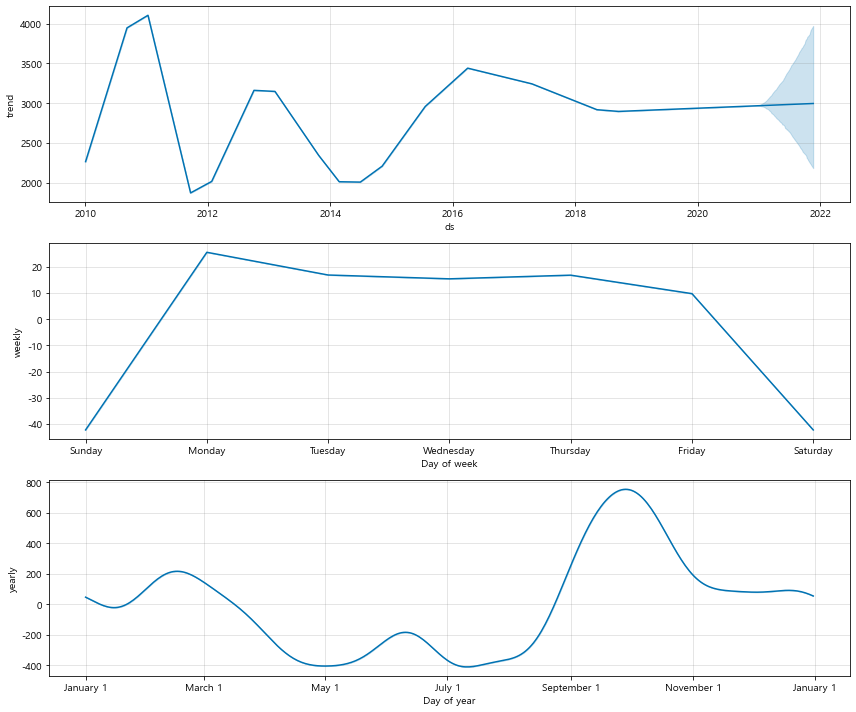 4000
3500
3000
2500
2000
trend
2010 2012 2014 2016 2018 2020 2022
ds
20
10
0
-10
-20
-30
-40
weekly
Sunday Monday Tuesday Wednesday Thursday Friday Saturday
Day of week
800
600
400
200
0
-200
-400
yearly
January 1 March 1 May 1 July 1 September 1 November 1 January 1
Day of year